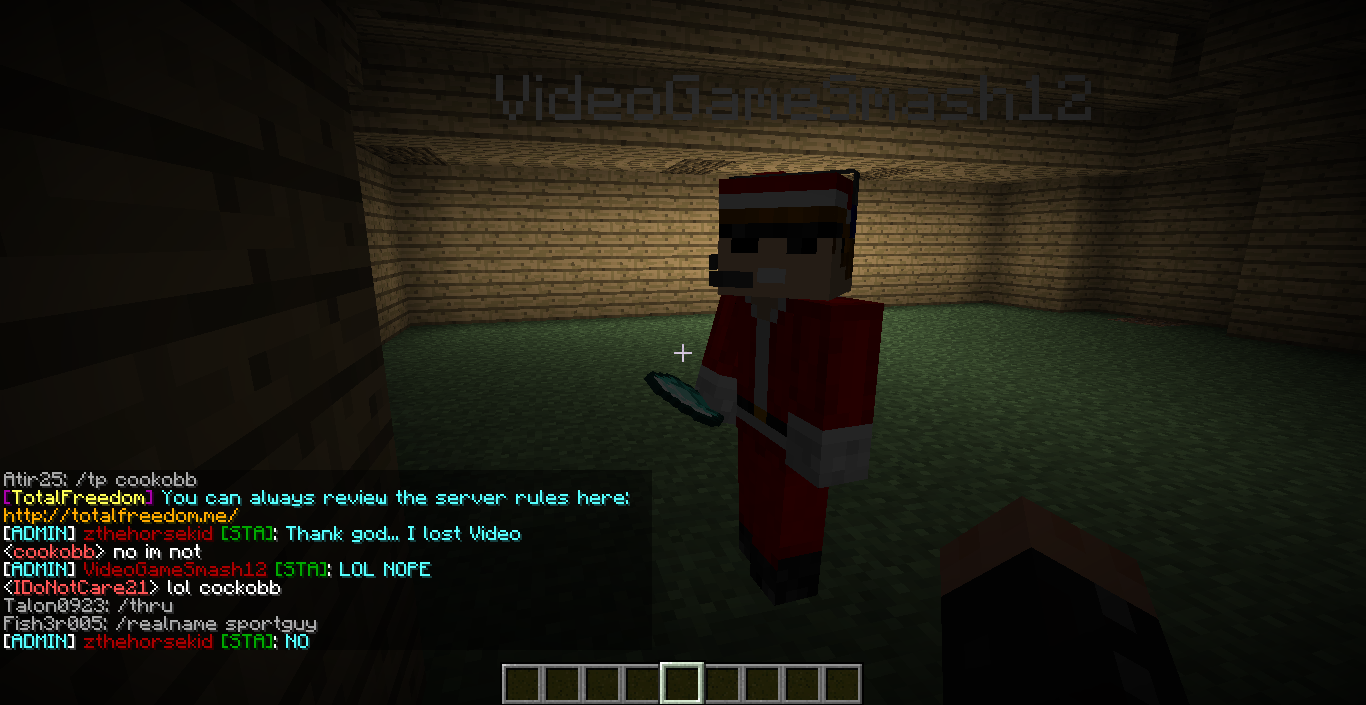 VideoGameSmash12
Atir25: /tp cookobb
[TotalFreedom] You can always review the server rules here:
http://totalfreedom.me/
[ADMIN] zthehorsekid [STA]: Thank god... I lost Video
<cookobb> no im not
[ADMIN] VideoGameSmash12 [STA]: LOL NOPE
<IDoNotCare21> lol cockobb
Talon0923: /thru
Fish3r005: /realname sportguy
[ADMIN] zthehorsekid [STA]: NO